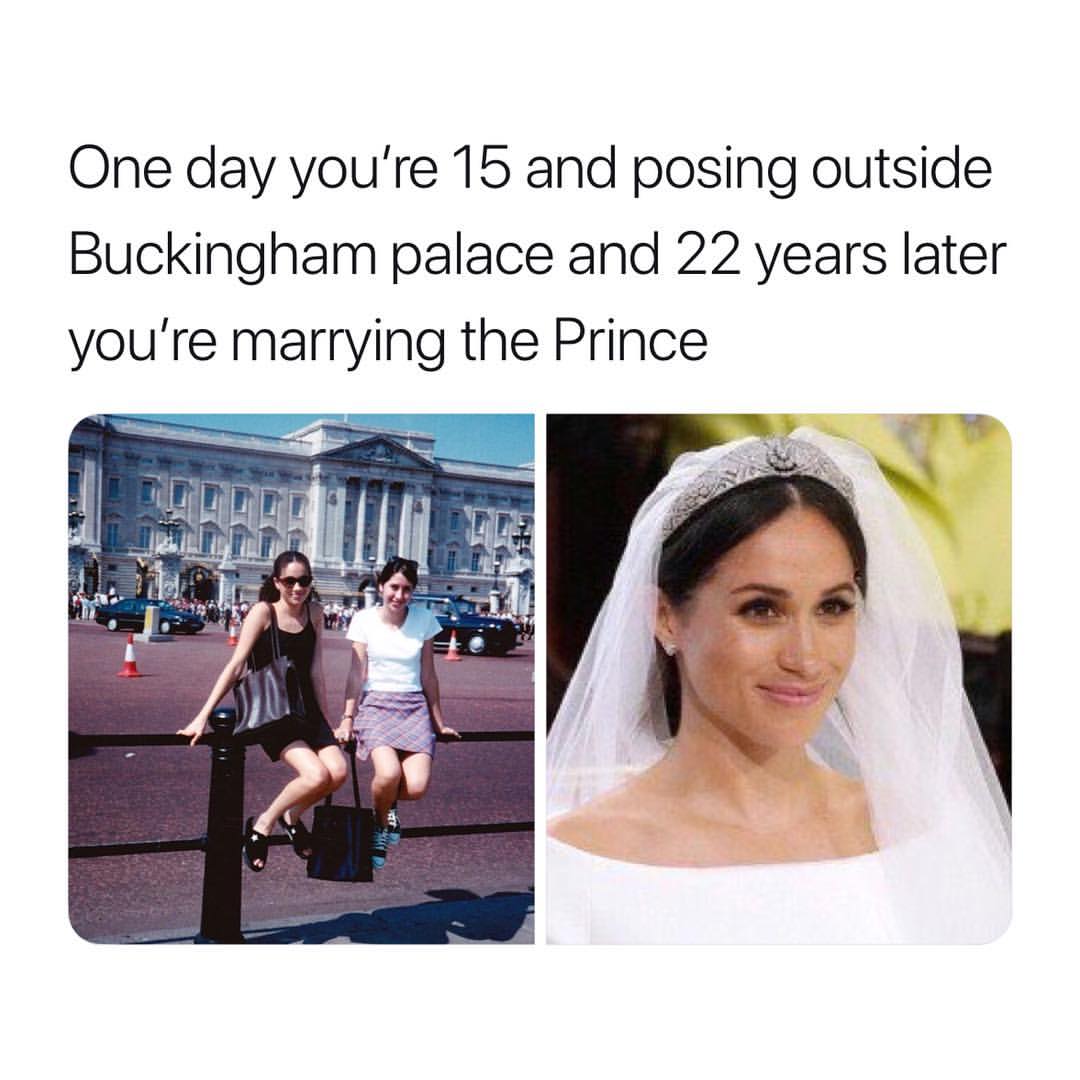 One day you’re 15 and posing outside
Buckingham palace and 22 years later
you’re marrying the Prince